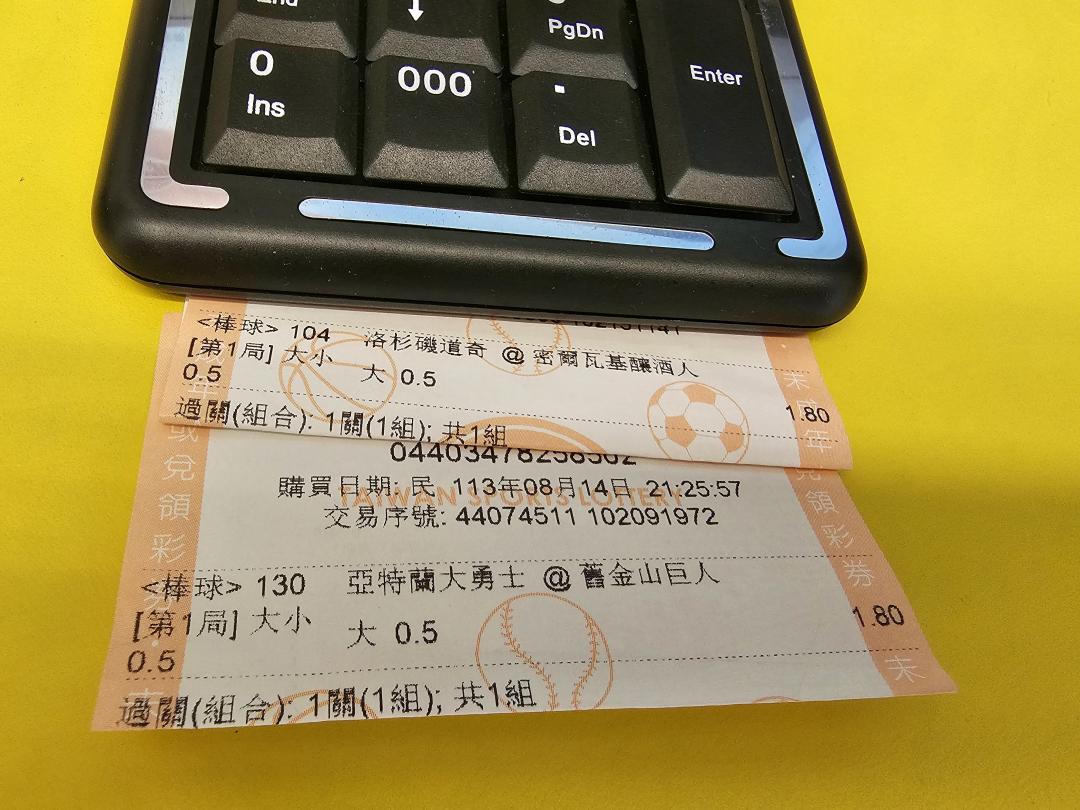 End
PgDn
0
Ins
000
.
Del
Enter
<棒球> 104 洛杉磯道奇 @ 密爾瓦基釀酒人
[第1局] 大小
0.5 大 0.5 1.80
過關(組合): 1關(1組); 共1組
購買日期: 民 113年08月14日 21:25:57
TAIWAN SPORTS LOTTERY
交易序號: 44074511 102091972
<棒球> 130 亞特蘭大勇士 @ 舊金山巨人
[第1局] 大小
0.5 大 0.5 1.80
過關(組合): 1關(1組); 共1組
或兌領彩券
未成年
兌領彩券
未